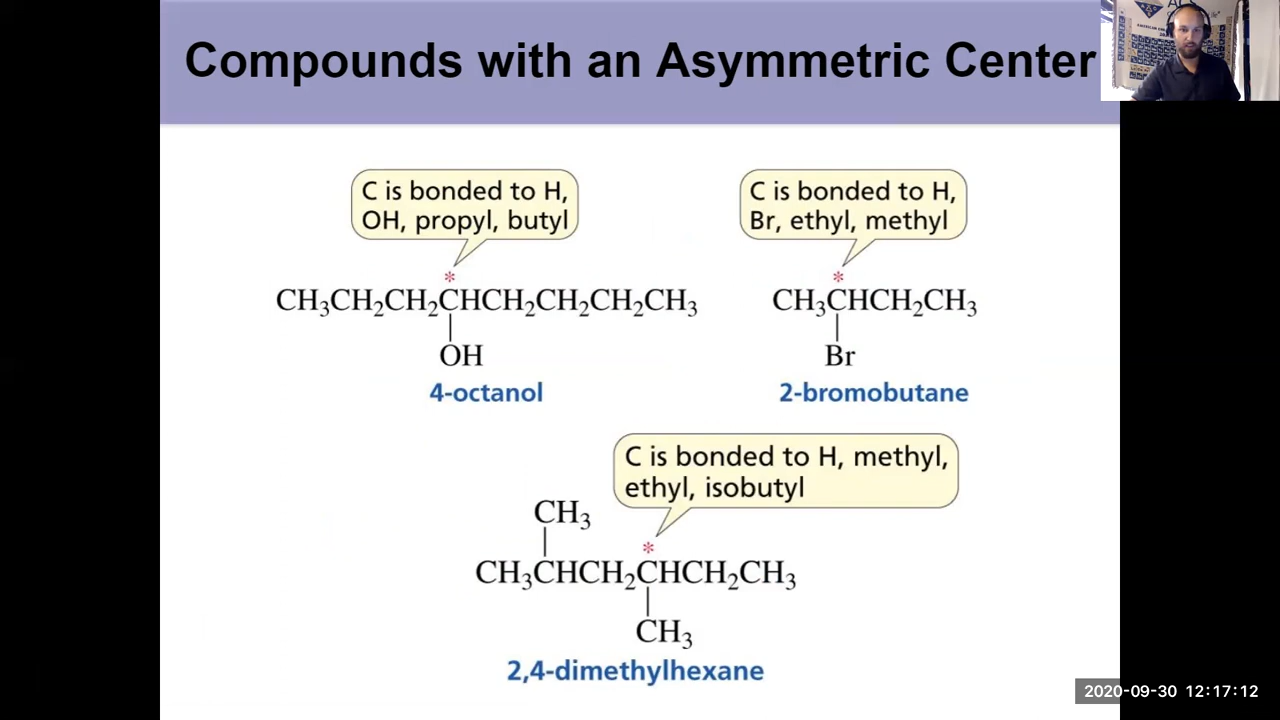 Compounds with an Asymmetric Center
C is bonded to H,
OH, propyl, butyl
C is bonded to H,
Br, ethyl, methyl
*
*
CH₃CH₂CH₂CHCH₂CH₂CH₂CH₃
CH₃CHCH₂CH₃
OH
Br
4-octanol
2-bromobutane
C is bonded to H, methyl,
ethyl, isobutyl
CH₃
*
CH₃CHCH₂CHCH₂CH₃
CH₃
2,4-dimethylhexane
2020-09-30 12:17:12